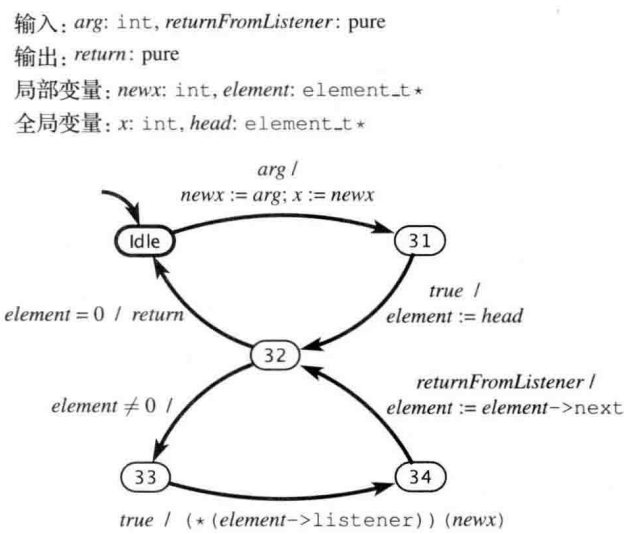 输入: arg: int, returnFromListener: pure
输出: return: pure
局部变量: newx: int, element: element_t*
全局变量: x: int, head: element_t*
arg /
newx := arg; x := newx
Idle
31
true /
element := head
element = 0 / return
32
returnFromListener /
element := element->next
element ≠ 0 /
33
34
true / (*(element->listener))(newx)